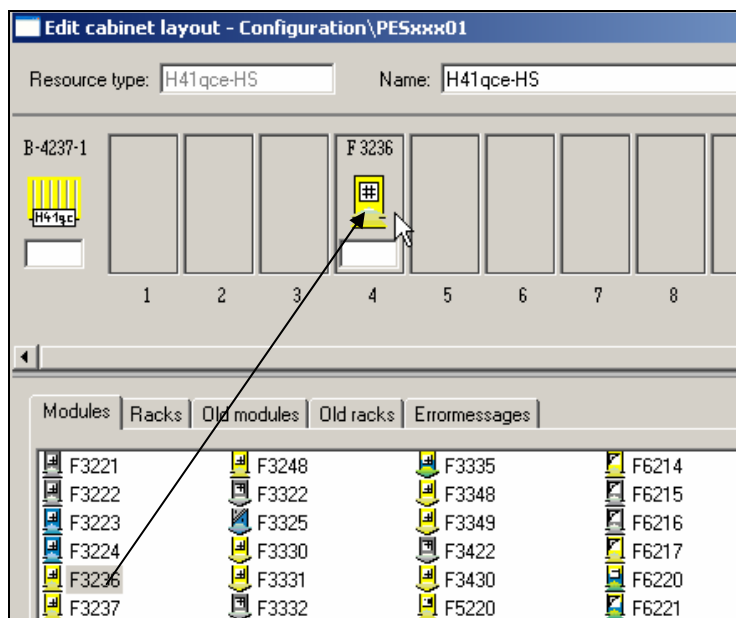 Edit cabinet layout - Configuration\PESxxx01
Resource type: H41qce-HS Name: H41qce-HS
B-4237-1 F 3236
H41qc
1 2 3 4 5 6 7 8
Modules Racks Old modules Old racks Errormessages
F3221 F3248 F3335 F6214
F3222 F3322 F3348 F6215
F3223 F3325 F3349 F6216
F3224 F3330 F3422 F6217
F3236 F3331 F3430 F6220
F3237 F3332 F5220 F6221